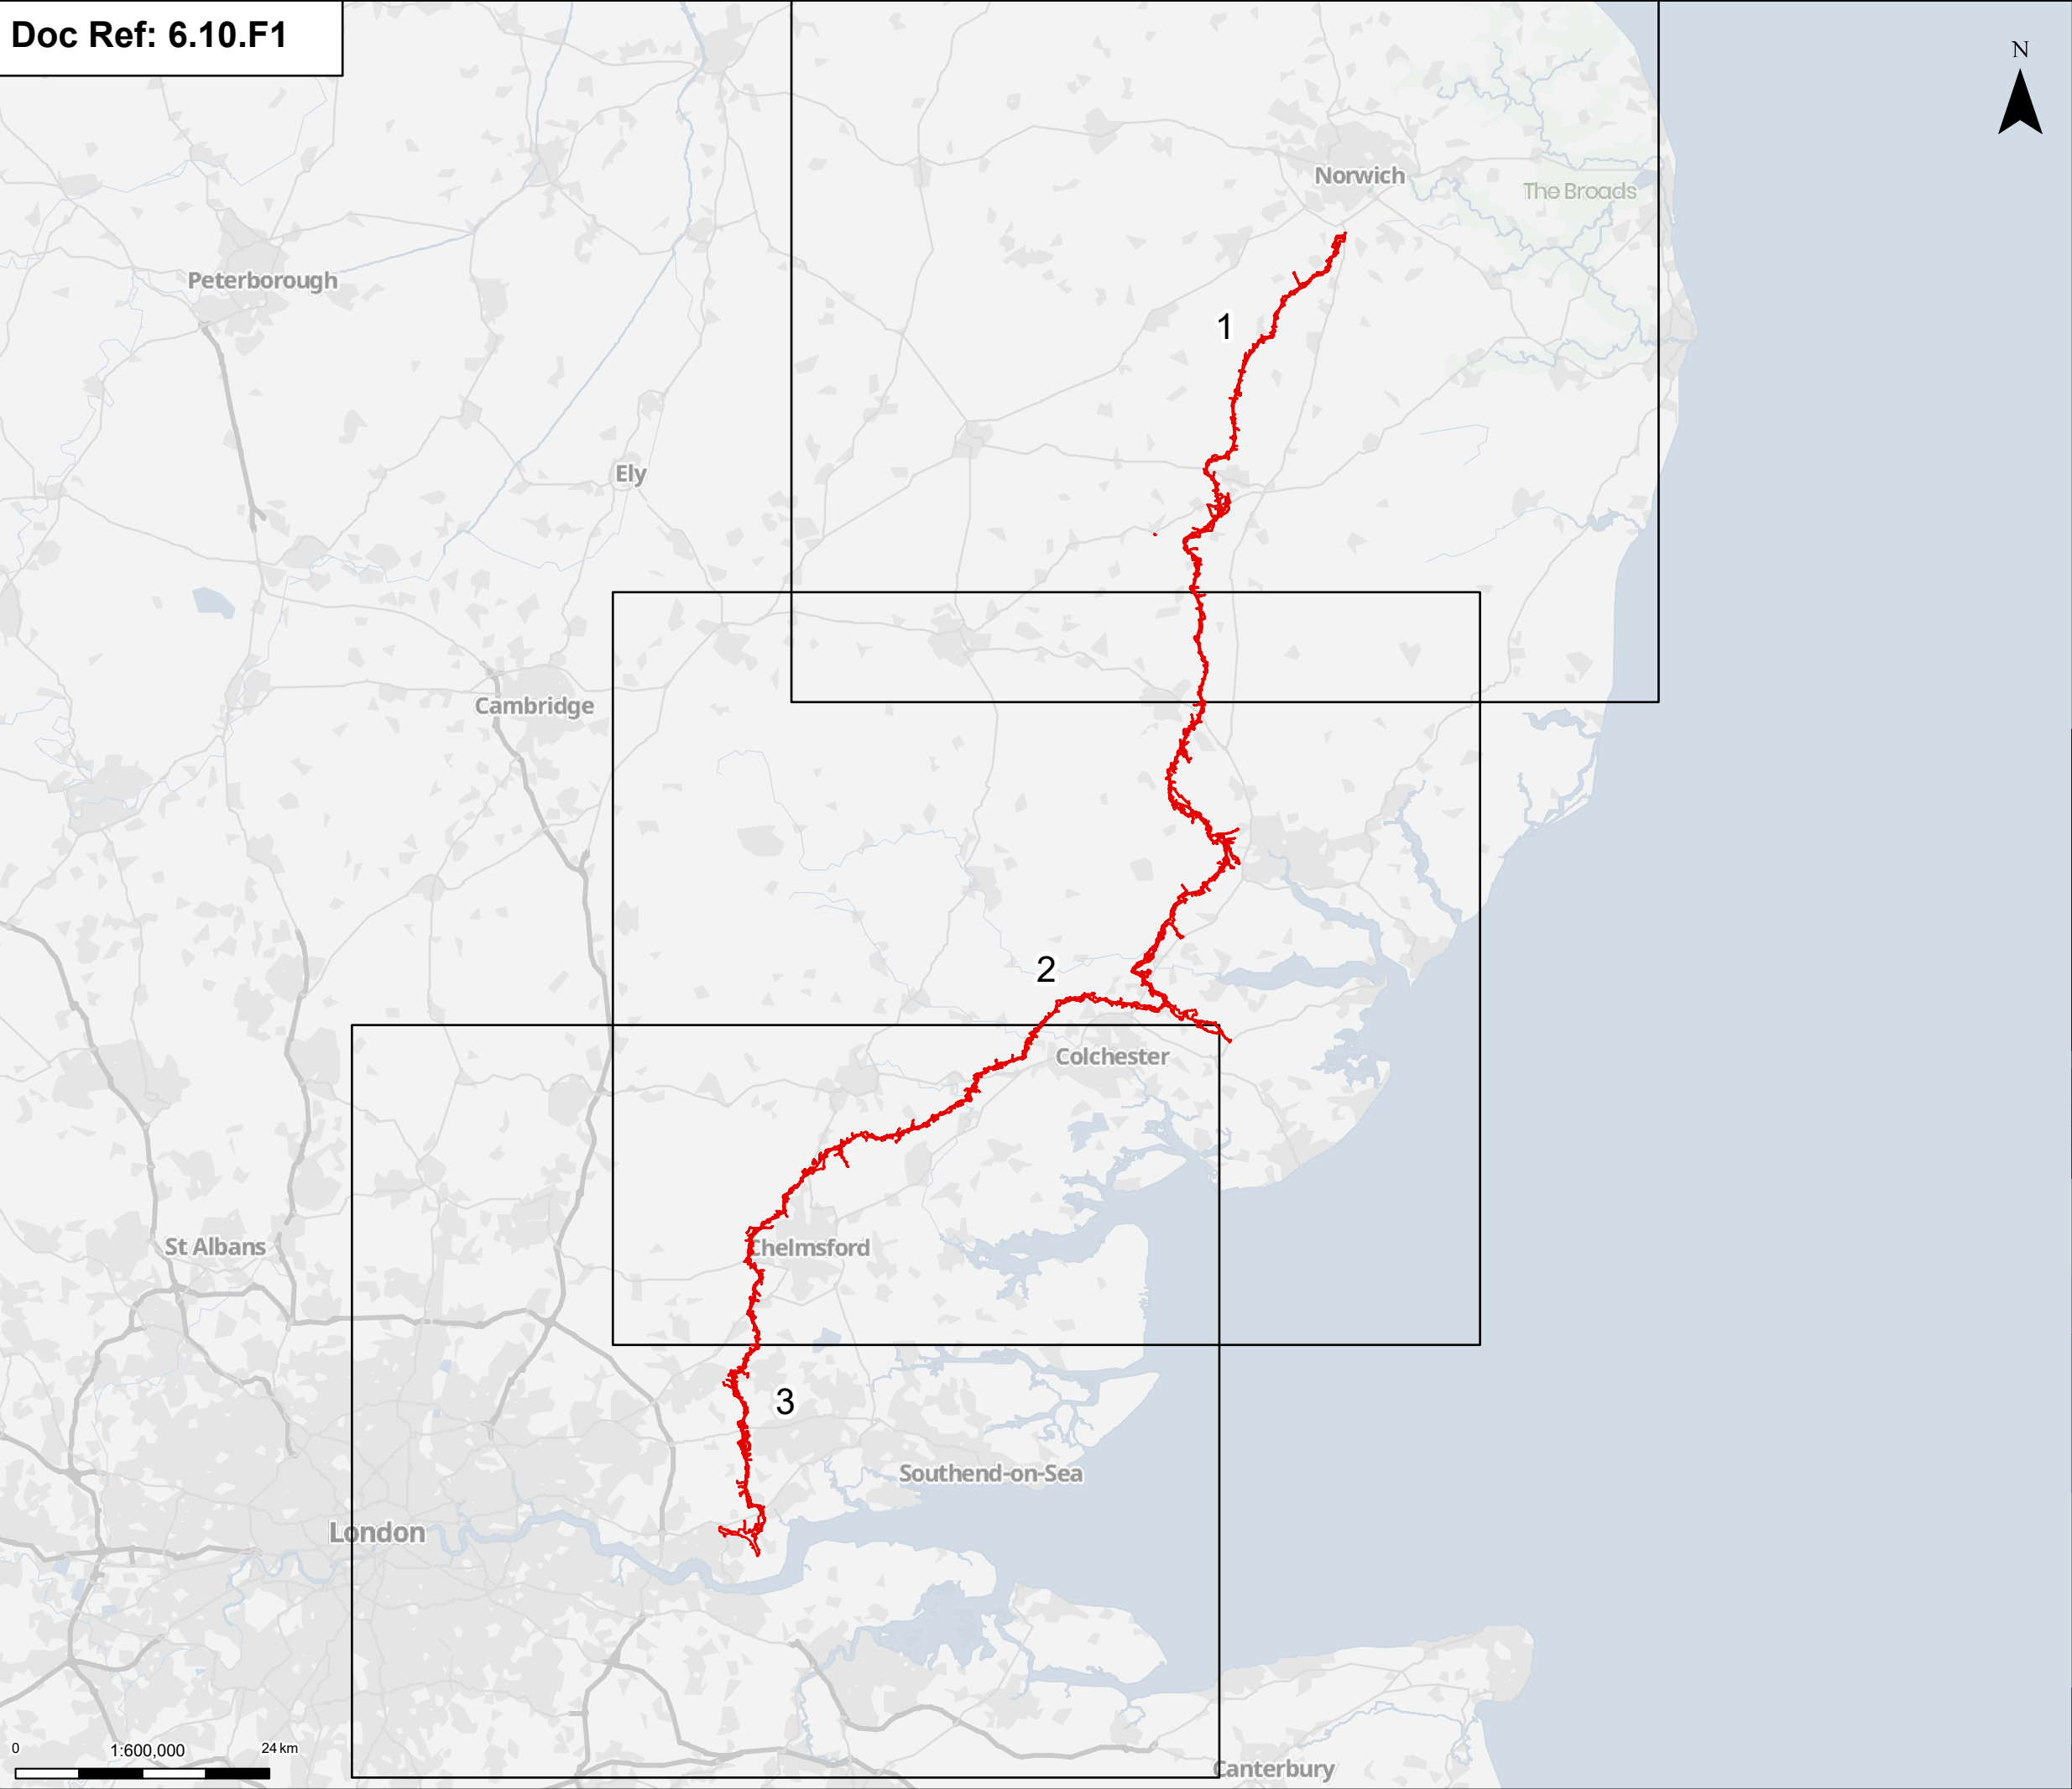 Doc Ref: 6.10.F1
N
Norwich
The Broads
Peterborough
1
Ely
Cambridge
2
Colchester
St Albans
Chelmsford
3
Southend-on-Sea
London
0 1:600,000 24 km
Canterbury